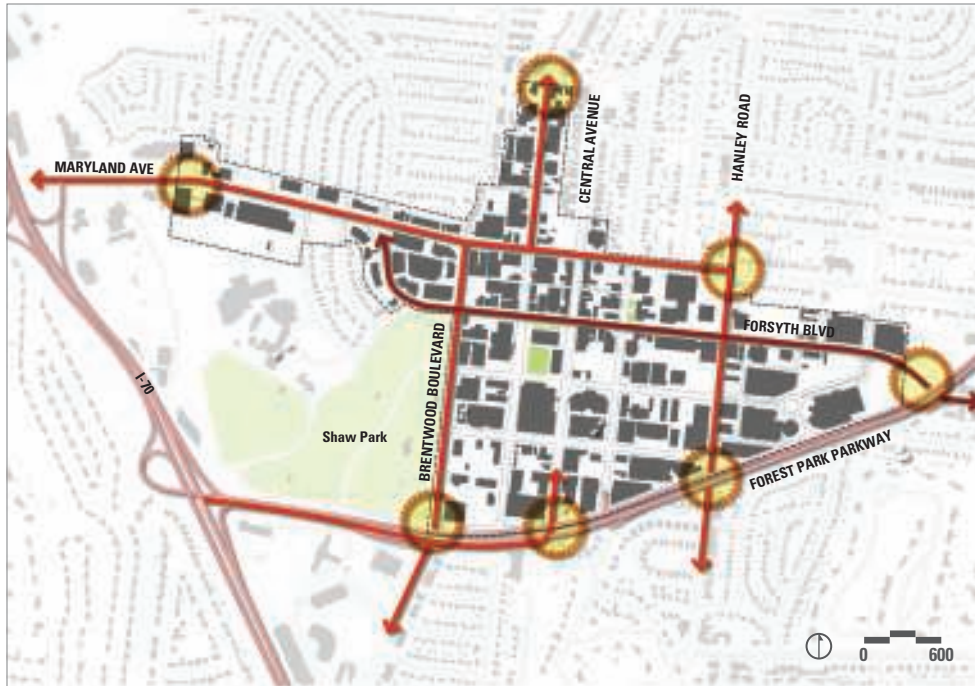 CENTRAL AVENUE
HANLEY ROAD
MARYLAND AVE
FORSYTH BLVD
BRENTWOOD BOULEVARD
I-70
Shaw Park
FOREST PARK PARKWAY
0 600